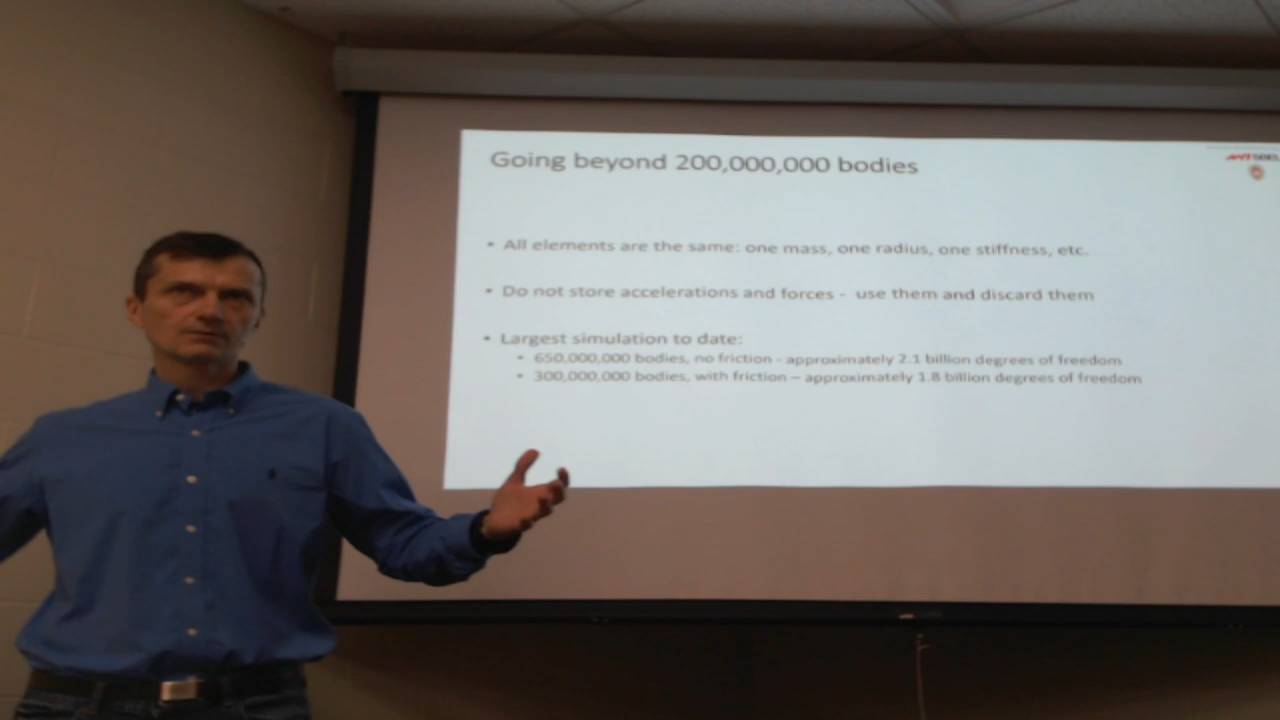 Going beyond 200,000,000 bodies
• All elements are the same: one mass, one radius, one stiffness, etc.
• Do not store accelerations and forces - use them and discard them
• Largest simulation to date:
• 650,000,000 bodies, no friction - approximately 2.1 billion degrees of freedom
• 300,000,000 bodies, with friction – approximately 1.8 billion degrees of freedom